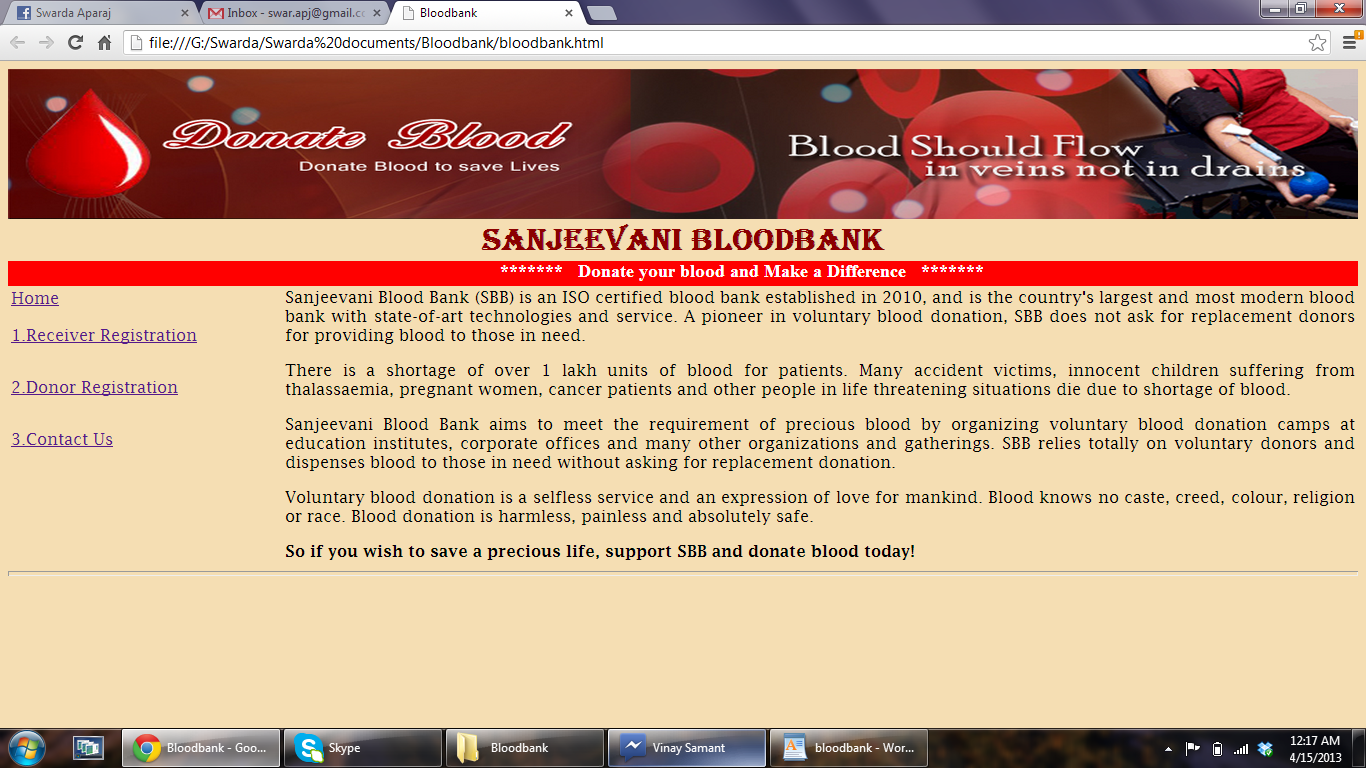 Swarda Aparaj
Inbox - swar.apj@gmail.cc
Bloodbank
file:///G:/Swarda/Swarda%20documents/Bloodbank/bloodbank.html
Donate Blood
Donate Blood to save Lives
Blood Should Flow
in veins not in drains
SANJEEVANI BLOODBANK
******* Donate your blood and Make a Difference *******
Home
1.Receiver Registration
2.Donor Registration
3.Contact Us
Sanjeevani Blood Bank (SBB) is an ISO certified blood bank established in 2010, and is the country's largest and most modern blood
bank with state-of-art technologies and service. A pioneer in voluntary blood donation, SBB does not ask for replacement donors
for providing blood to those in need.
There is a shortage of over 1 lakh units of blood for patients. Many accident victims, innocent children suffering from
thalassaemia, pregnant women, cancer patients and other people in life threatening situations die due to shortage of blood.
Sanjeevani Blood Bank aims to meet the requirement of precious blood by organizing voluntary blood donation camps at
education institutes, corporate offices and many other organizations and gatherings. SBB relies totally on voluntary donors and
dispenses blood to those in need without asking for replacement donation.
Voluntary blood donation is a selfless service and an expression of love for mankind. Blood knows no caste, creed, colour, religion
or race. Blood donation is harmless, painless and absolutely safe.
So if you wish to save a precious life, support SBB and donate blood today!
Bloodbank - Goo...
Skype
Bloodbank
Vinay Samant
bloodbank - Wor...
12:17 AM
4/15/2013